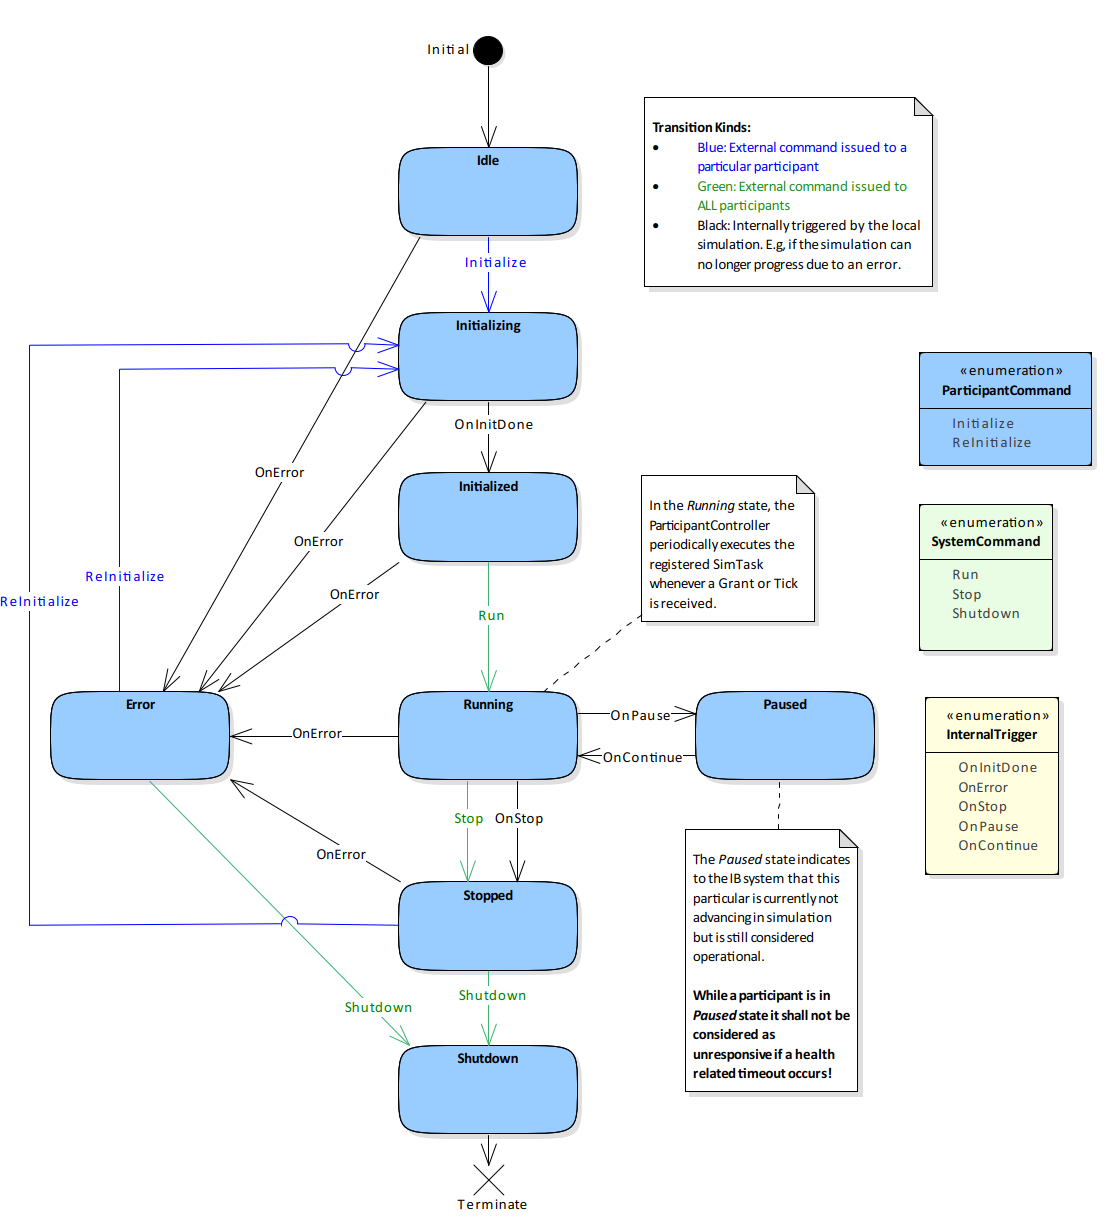 Initial
Transition Kinds:
• Blue: External command issued to a
particular participant
• Green: External command issued to
ALL participants
• Black: Internally triggered by the local
simulation. E.g, if the simulation can
no longer progress due to an error.
Idle
Initialize
Initializing
«enumeration»
ParticipantCommand
Initialize
ReInitialize
OnInitDone
OnError
Initialized
In the Running state, the
ParticipantController
periodically executes the
registered SimTask
whenever a Grant or Tick
is received.
«enumeration»
SystemCommand
Run
Stop
Shutdown
OnError
ReInitialize
OnError
ReInitialize
Run
Error
Running
Paused
OnPause
OnError
OnContinue
«enumeration»
InternalTrigger
OnInitDone
OnError
OnStop
OnPause
OnContinue
Stop
OnStop
OnError
The Paused state indicates
to the IB system that this
particular is currently not
advancing in simulation
but is still considered
operational.
While a participant is in
Paused state it shall not be
considered as
unresponsive if a health
related timeout occurs!
Stopped
Shutdown
Shutdown
Shutdown
Terminate